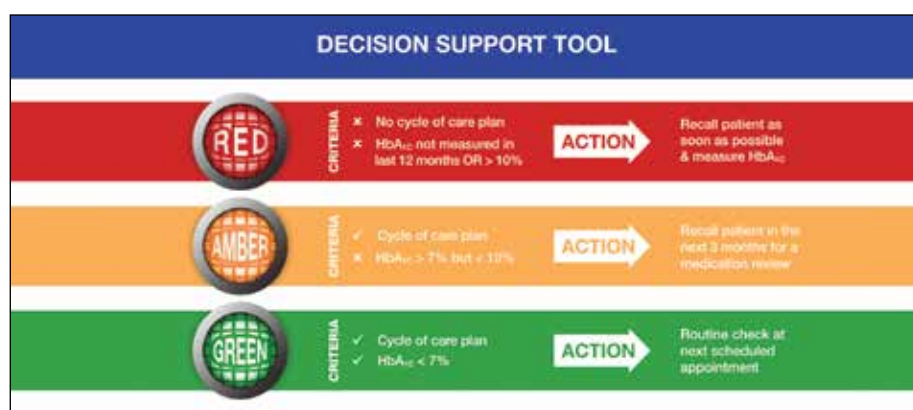 DECISION SUPPORT TOOL
RED
CRITERIA
✗ No cycle of care plan
✗ HbA1C not measured in
last 12 months OR > 10%
ACTION
Recall patient as
soon as possible
& measure HbA1C
AMBER
CRITERIA
✓ Cycle of care plan
✗ HbA1C > 7% but < 10%
ACTION
Recall patient in the
next 3 months for a
medication review
GREEN
CRITERIA
✓ Cycle of care plan
✓ HbA1C < 7%
ACTION
Routine check at
next scheduled
appointment